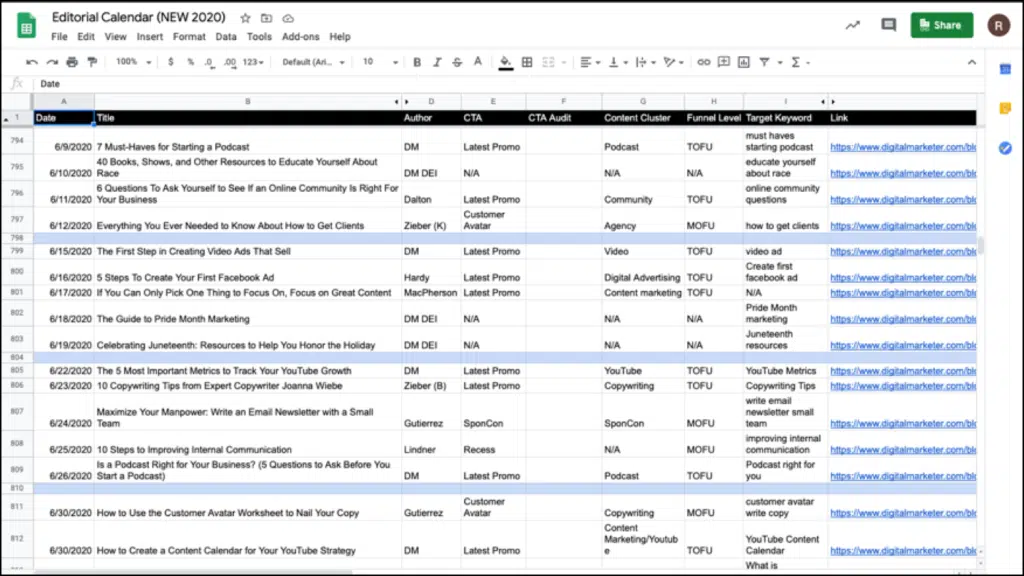 Editorial Calendar (NEW 2020)
File Edit View Insert Format Data Tools Add-ons Help
Share
R
100% $ % .0 .00 123 Default (Ari... 10 B I S A
fx Date
A B D E F G H I
1 Date Title Author CTA CTA Audit Content Cluster Funnel Level Target Keyword Link
794 6/9/2020 7 Must-Haves for Starting a Podcast DM Latest Promo Podcast TOFU must haves starting podcast https://www.digitalmarketer.com/blo
795 6/10/2020 40 Books, Shows, and Other Resources to Educate Yourself About Race DM DEI N/A N/A N/A educate yourself about race https://www.digitalmarketer.com/blo
796 6/11/2020 6 Questions To Ask Yourself to See If an Online Community Is Right For Your Business Dalton Latest Promo Community TOFU online community questions https://www.digitalmarketer.com/blo
797 6/12/2020 Everything You Ever Needed to Know About How to Get Clients Zieber (K) Customer Avatar Agency MOFU how to get clients https://www.digitalmarketer.com/blo
798
799 6/15/2020 The First Step in Creating Video Ads That Sell DM Latest Promo Video TOFU video ad https://www.digitalmarketer.com/blo
800 6/16/2020 5 Steps To Create Your First Facebook Ad Hardy Latest Promo Digital Advertising TOFU Create first facebook ad https://www.digitalmarketer.com/blo
801 6/17/2020 If You Can Only Pick One Thing to Focus On, Focus on Great Content MacPherson Latest Promo Content marketing TOFU N/A https://www.digitalmarketer.com/blo
802 6/18/2020 The Guide to Pride Month Marketing DM DEI N/A N/A N/A Pride Month marketing https://www.digitalmarketer.com/blo
803 6/19/2020 Celebrating Juneteenth: Resources to Help You Honor the Holiday DM DEI N/A N/A N/A Juneteenth resources https://www.digitalmarketer.com/blo
804
805 6/22/2020 The 5 Most Important Metrics to Track Your YouTube Growth DM Latest Promo YouTube TOFU YouTube Metrics https://www.digitalmarketer.com/blo
806 6/23/2020 10 Copywriting Tips from Expert Copywriter Joanna Wiebe Zieber (B) Latest Promo Copywriting TOFU Copywriting Tips https://www.digitalmarketer.com/blo
807 6/24/2020 Maximize Your Manpower: Write an Email Newsletter with a Small Team Gutierrez SponCon SponCon MOFU write email newsletter small team https://www.digitalmarketer.com/blo
808 6/25/2020 10 Steps to Improving Internal Communication Lindner Recess N/A MOFU improving internal communication https://www.digitalmarketer.com/blo
809 6/26/2020 Is a Podcast Right for Your Business? (5 Questions to Ask Before You Start a Podcast) DM Latest Promo Podcast TOFU Podcast right for you https://www.digitalmarketer.com/blo
810
811 6/30/2020 How to Use the Customer Avatar Worksheet to Nail Your Copy Gutierrez Customer Avatar Copywriting MOFU customer avatar write copy https://www.digitalmarketer.com/blo
812 6/30/2020 How to Create a Content Calendar for Your YouTube Strategy DM Latest Promo Content Marketing/Youtube TOFU YouTube Content Calendar https://www.digitalmarketer.com/blo
What is